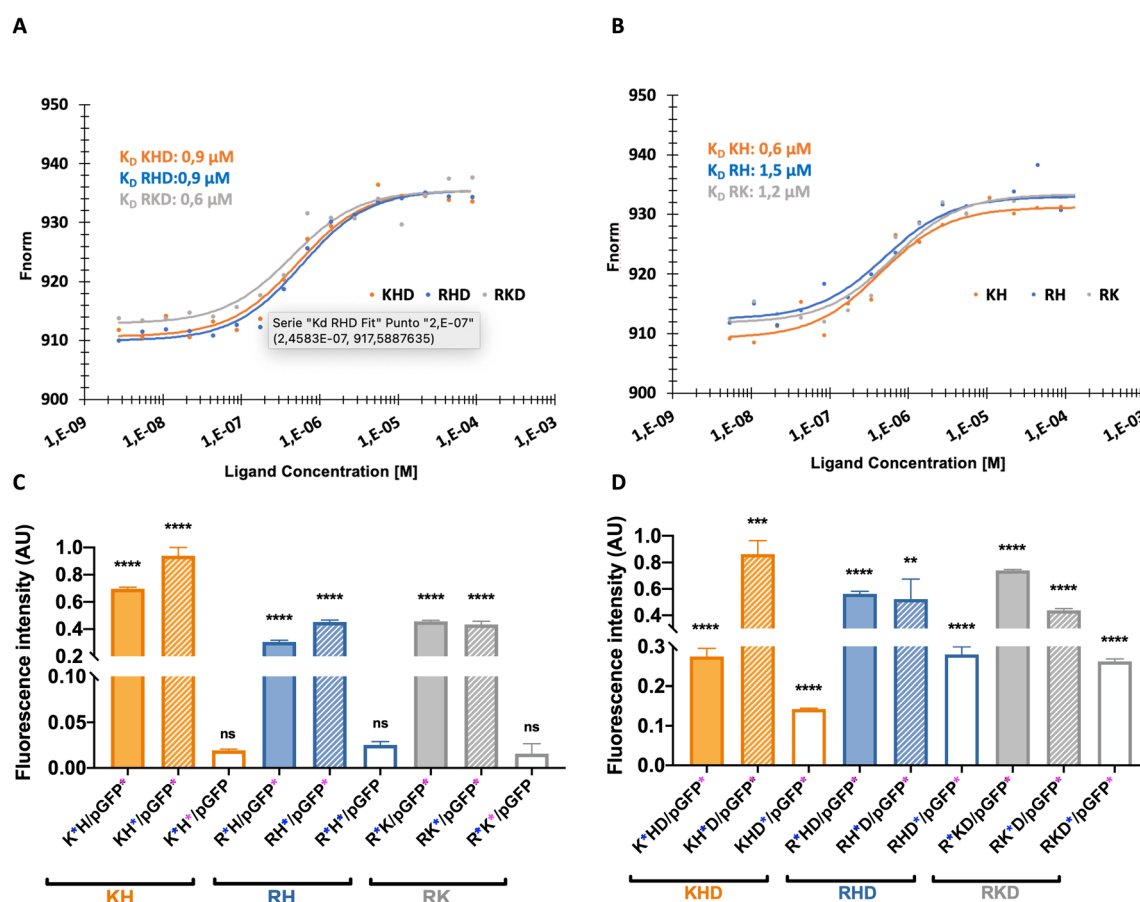 A
950
940
930
920
910
900
Fnorm
K_D KHD: 0,9 µM
K_D RHD:0,9 µM
K_D RKD: 0,6 µM
KHD RHD RKD
Serie "Kd RHD Fit" Punto "2,E-07"
(2,4583E-07, 917,5887635)
1,E-09 1,E-08 1,E-07 1,E-06 1,E-05 1,E-04 1,E-03
Ligand Concentration [M]
B
950
940
930
920
910
900
Fnorm
K_D KH: 0,6 µM
K_D RH: 1,5 µM
K_D RK: 1,2 µM
KH RH RK
1,E-09 1,E-08 1,E-07 1,E-06 1,E-05 1,E-04 1,E-03
Ligand Concentration [M]
C
Fluorescence intensity (AU)
1.0
0.8
0.6
0.4
0.2
0.10
0.05
0.00
**** **** ns **** **** ns **** **** ns
K*H/pGFP*
KH*/pGFP*
K*H*/pGFP
R*H/pGFP*
RH*/pGFP*
R*H*/pGFP
R*K/pGFP*
RK*/pGFP*
R*K*/pGFP
KH RH RK
D
Fluorescence intensity (AU)
1.0
0.8
0.6
0.4
0.3
0.2
0.1
0.0
**** *** **** **** ** **** **** **** ****
K*HD/pGFP*
KH*D/pGFP*
KHD*/pGFP*
R*HD/pGFP*
RH*D/pGFP*
RHD*/pGFP*
R*KD/pGFP*
RK*D/pGFP*
RKD*/pGFP*
KHD RHD RKD